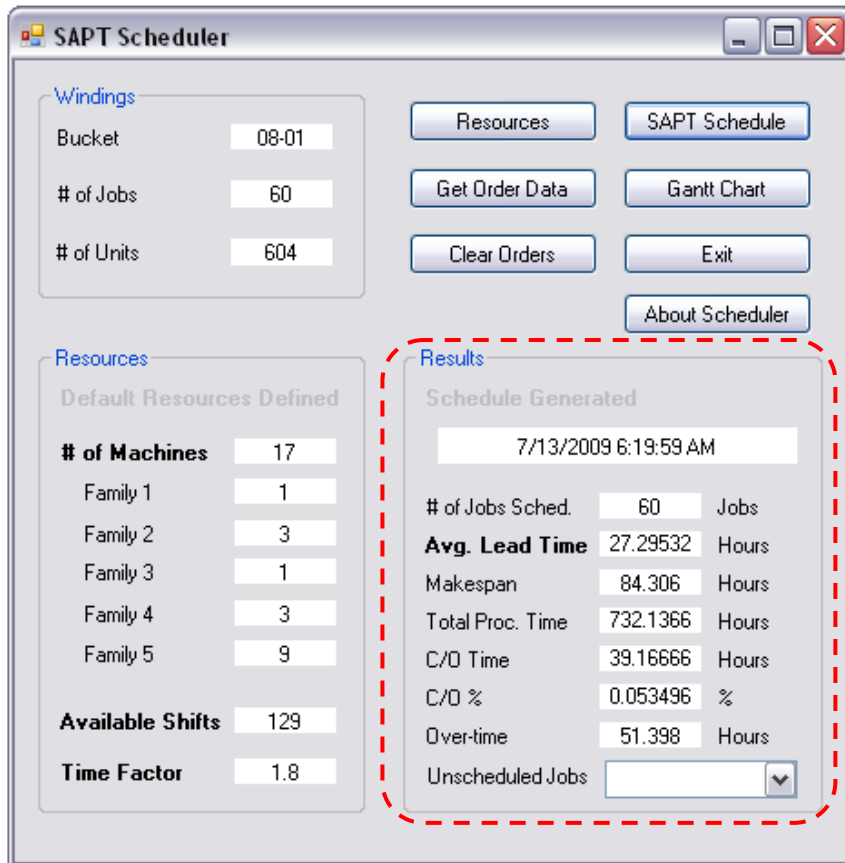 SAPT Scheduler
Windings
Bucket 08-01
# of Jobs 60
# of Units 604
Resources SAPT Schedule
Get Order Data Gantt Chart
Clear Orders Exit
About Scheduler
Resources
Default Resources Defined
# of Machines 17
Family 1 1
Family 2 3
Family 3 1
Family 4 3
Family 5 9
Available Shifts 129
Time Factor 1.8
Results
Schedule Generated
7/13/2009 6:19:59 AM
# of Jobs Sched. 60 Jobs
Avg. Lead Time 27.29532 Hours
Makespan 84.306 Hours
Total Proc. Time 732.1366 Hours
C/O Time 39.16666 Hours
C/O % 0.053496 %
Over-time 51.398 Hours
Unscheduled Jobs